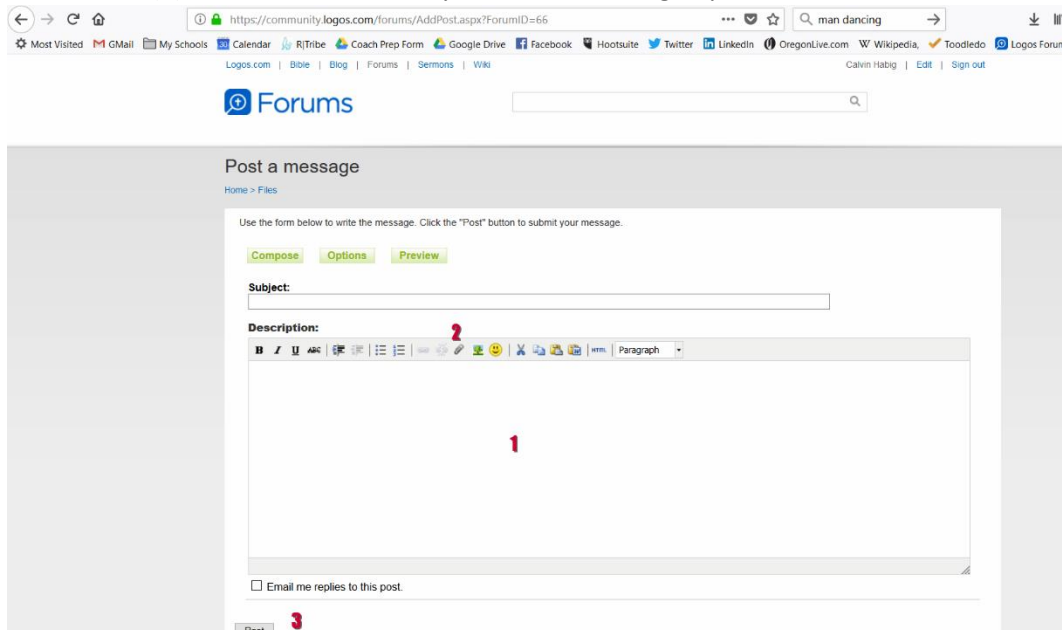 https://community.logos.com/forums/AddPost.aspx?ForumID=66
man dancing
Most Visited GMail My Schools Calendar R|Tribe Coach Prep Form Google Drive Facebook Hootsuite Twitter LinkedIn OregonLive.com Wikipedia, Toodledo Logos Forum
Logos.com | Bible | Blog | Forums | Sermons | Wiki
Calvin Habig | Edit | Sign out
Forums
Post a message
Home > Files
Use the form below to write the message. Click the "Post" button to submit your message.
Compose Options Preview
Subject:
Description:
2
B I U ABC HTML Paragraph
1
Email me replies to this post.
3
Post